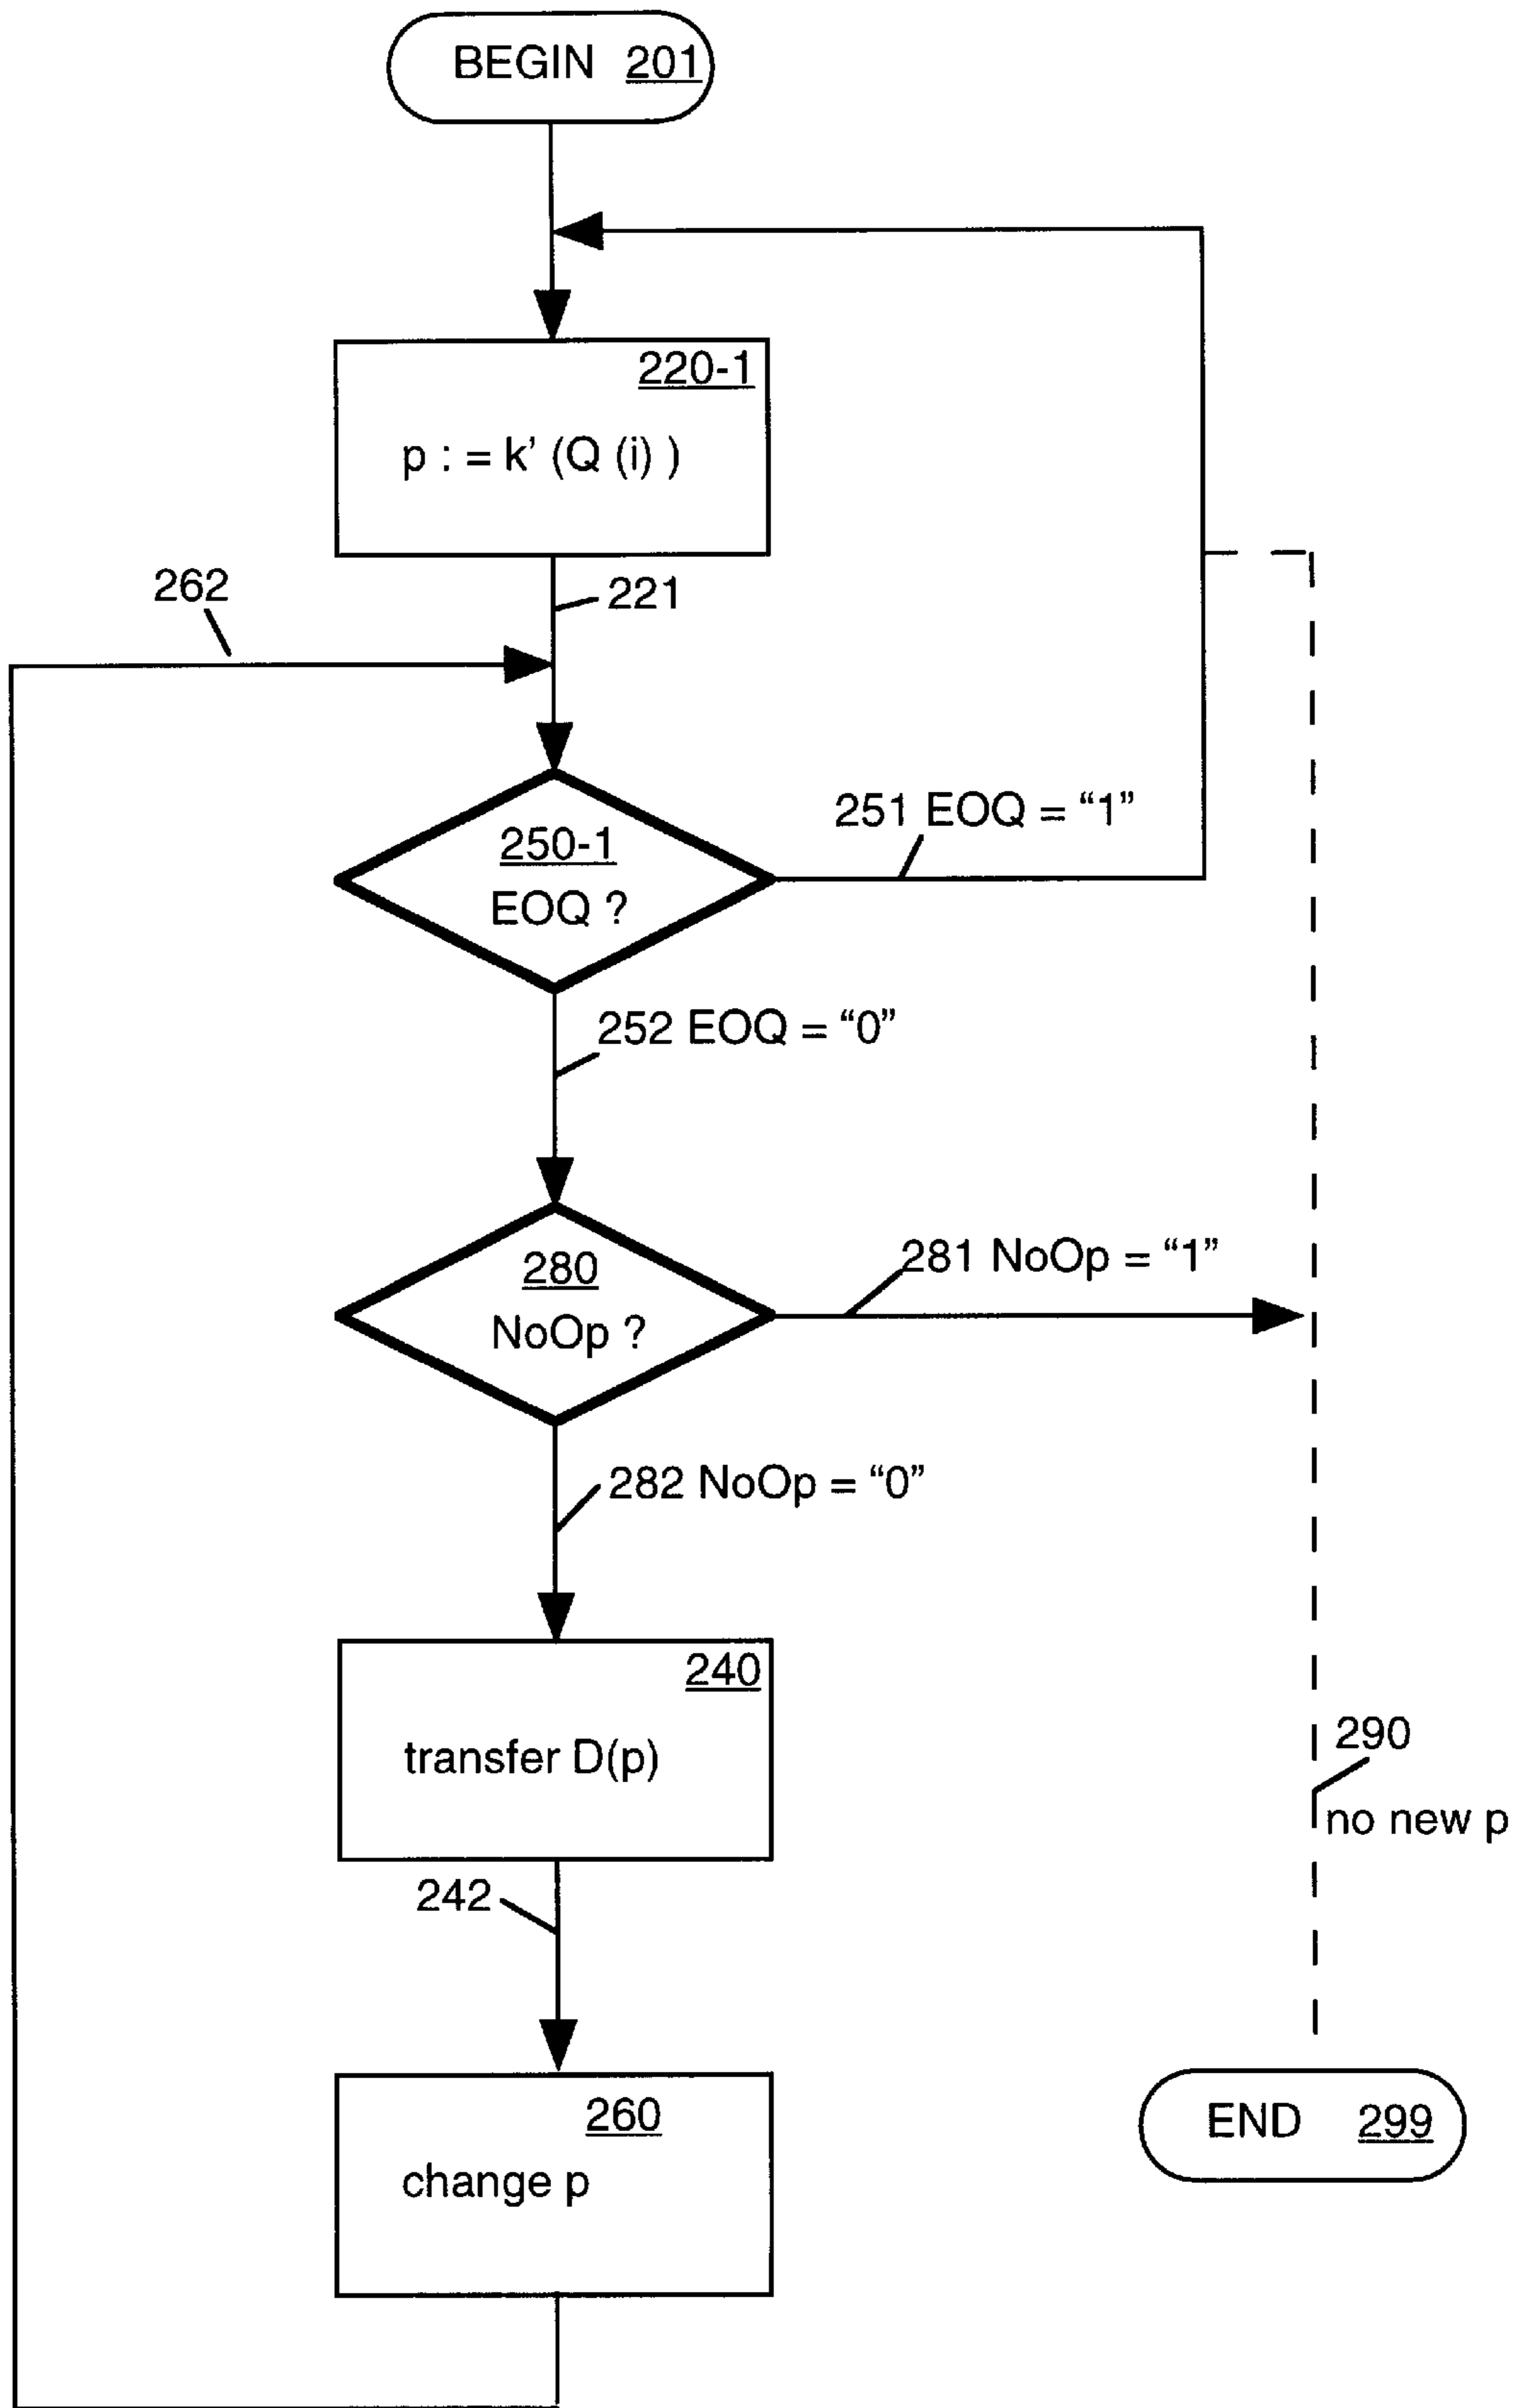 BEGIN 201
220-1
p : = k’ (Q (i) )
262
221
251 EOQ = “1”
250-1
EOQ ?
252 EOQ = “0”
281 NoOp = “1”
280
NoOp ?
282 NoOp = “0”
240
transfer D(p)
290
no new p
242
260
change p
END 299